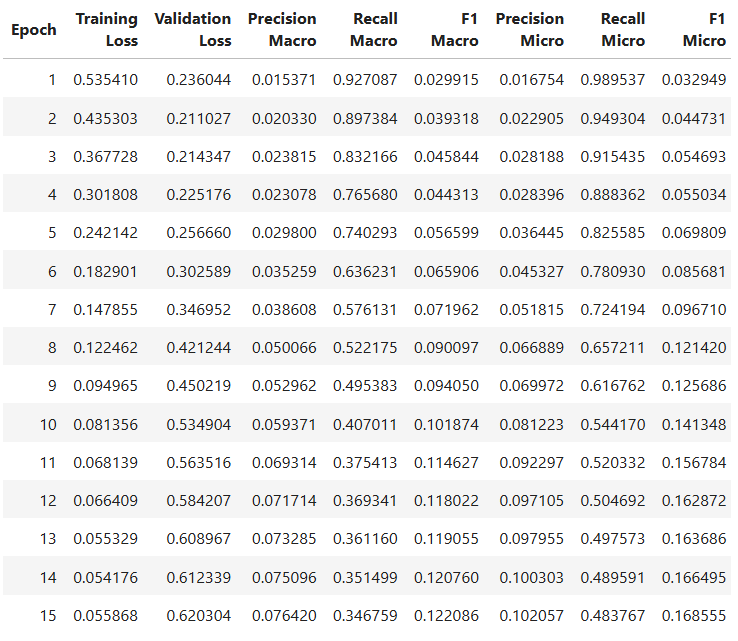 Epoch Training Loss Validation Loss Precision Macro Recall Macro F1 Macro Precision Micro Recall Micro F1 Micro
1 0.535410 0.236044 0.015371 0.927087 0.029915 0.016754 0.989537 0.032949
2 0.435303 0.211027 0.020330 0.897384 0.039318 0.022905 0.949304 0.044731
3 0.367728 0.214347 0.023815 0.832166 0.045844 0.028188 0.915435 0.054693
4 0.301808 0.225176 0.023078 0.765680 0.044313 0.028396 0.888362 0.055034
5 0.242142 0.256660 0.029800 0.740293 0.056599 0.036445 0.825585 0.069809
6 0.182901 0.302589 0.035259 0.636231 0.065906 0.045327 0.780930 0.085681
7 0.147855 0.346952 0.038608 0.576131 0.071962 0.051815 0.724194 0.096710
8 0.122462 0.421244 0.050066 0.522175 0.090097 0.066889 0.657211 0.121420
9 0.094965 0.450219 0.052962 0.495383 0.094050 0.069972 0.616762 0.125686
10 0.081356 0.534904 0.059371 0.407011 0.101874 0.081223 0.544170 0.141348
11 0.068139 0.563516 0.069314 0.375413 0.114627 0.092297 0.520332 0.156784
12 0.066409 0.584207 0.071714 0.369341 0.118022 0.097105 0.504692 0.162872
13 0.055329 0.608967 0.073285 0.361160 0.119055 0.097955 0.497573 0.163686
14 0.054176 0.612339 0.075096 0.351499 0.120760 0.100303 0.489591 0.166495
15 0.055868 0.620304 0.076420 0.346759 0.122086 0.102057 0.483767 0.168555